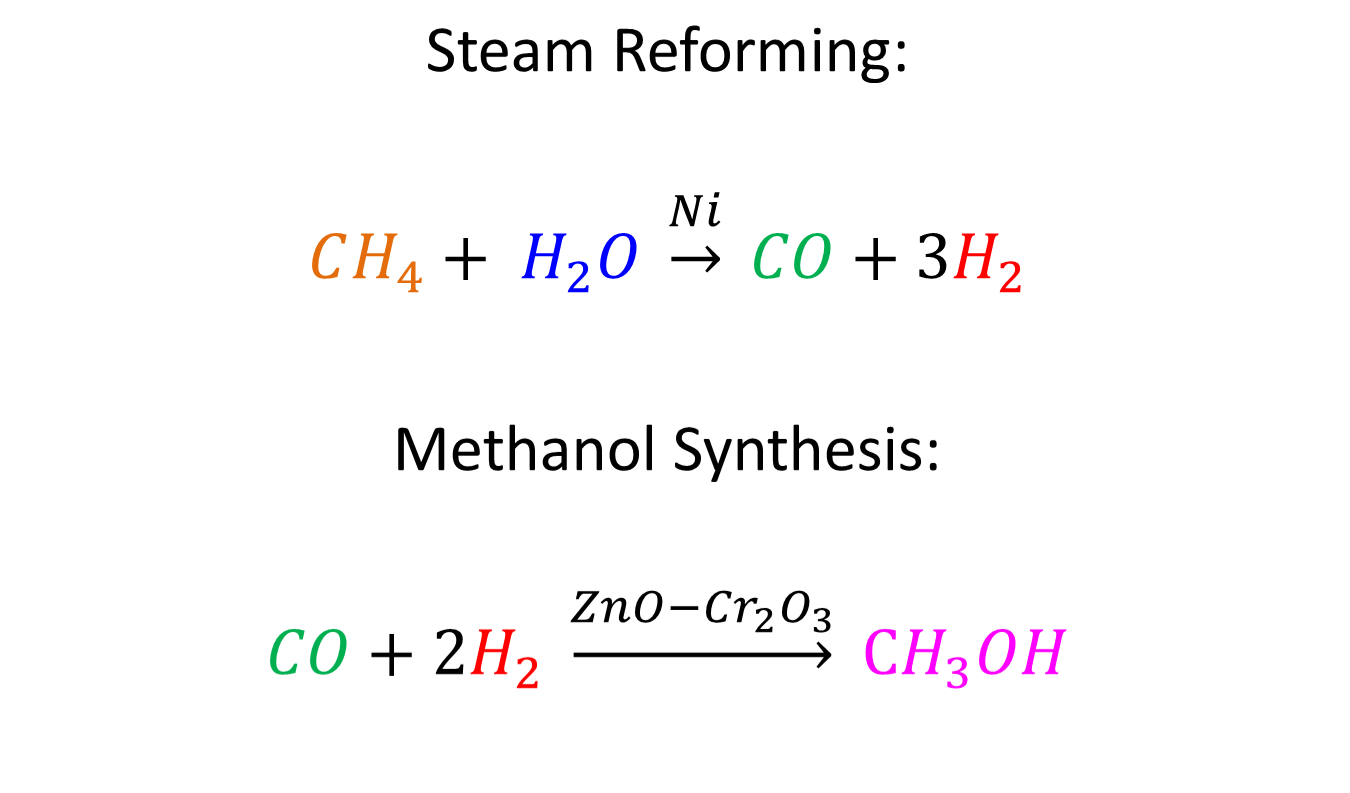 Steam Reforming:
Ni
CH₄ + H₂O → CO + 3H₂
Methanol Synthesis:
ZnO−Cr₂O₃
CO + 2H₂ ⟶ CH₃OH